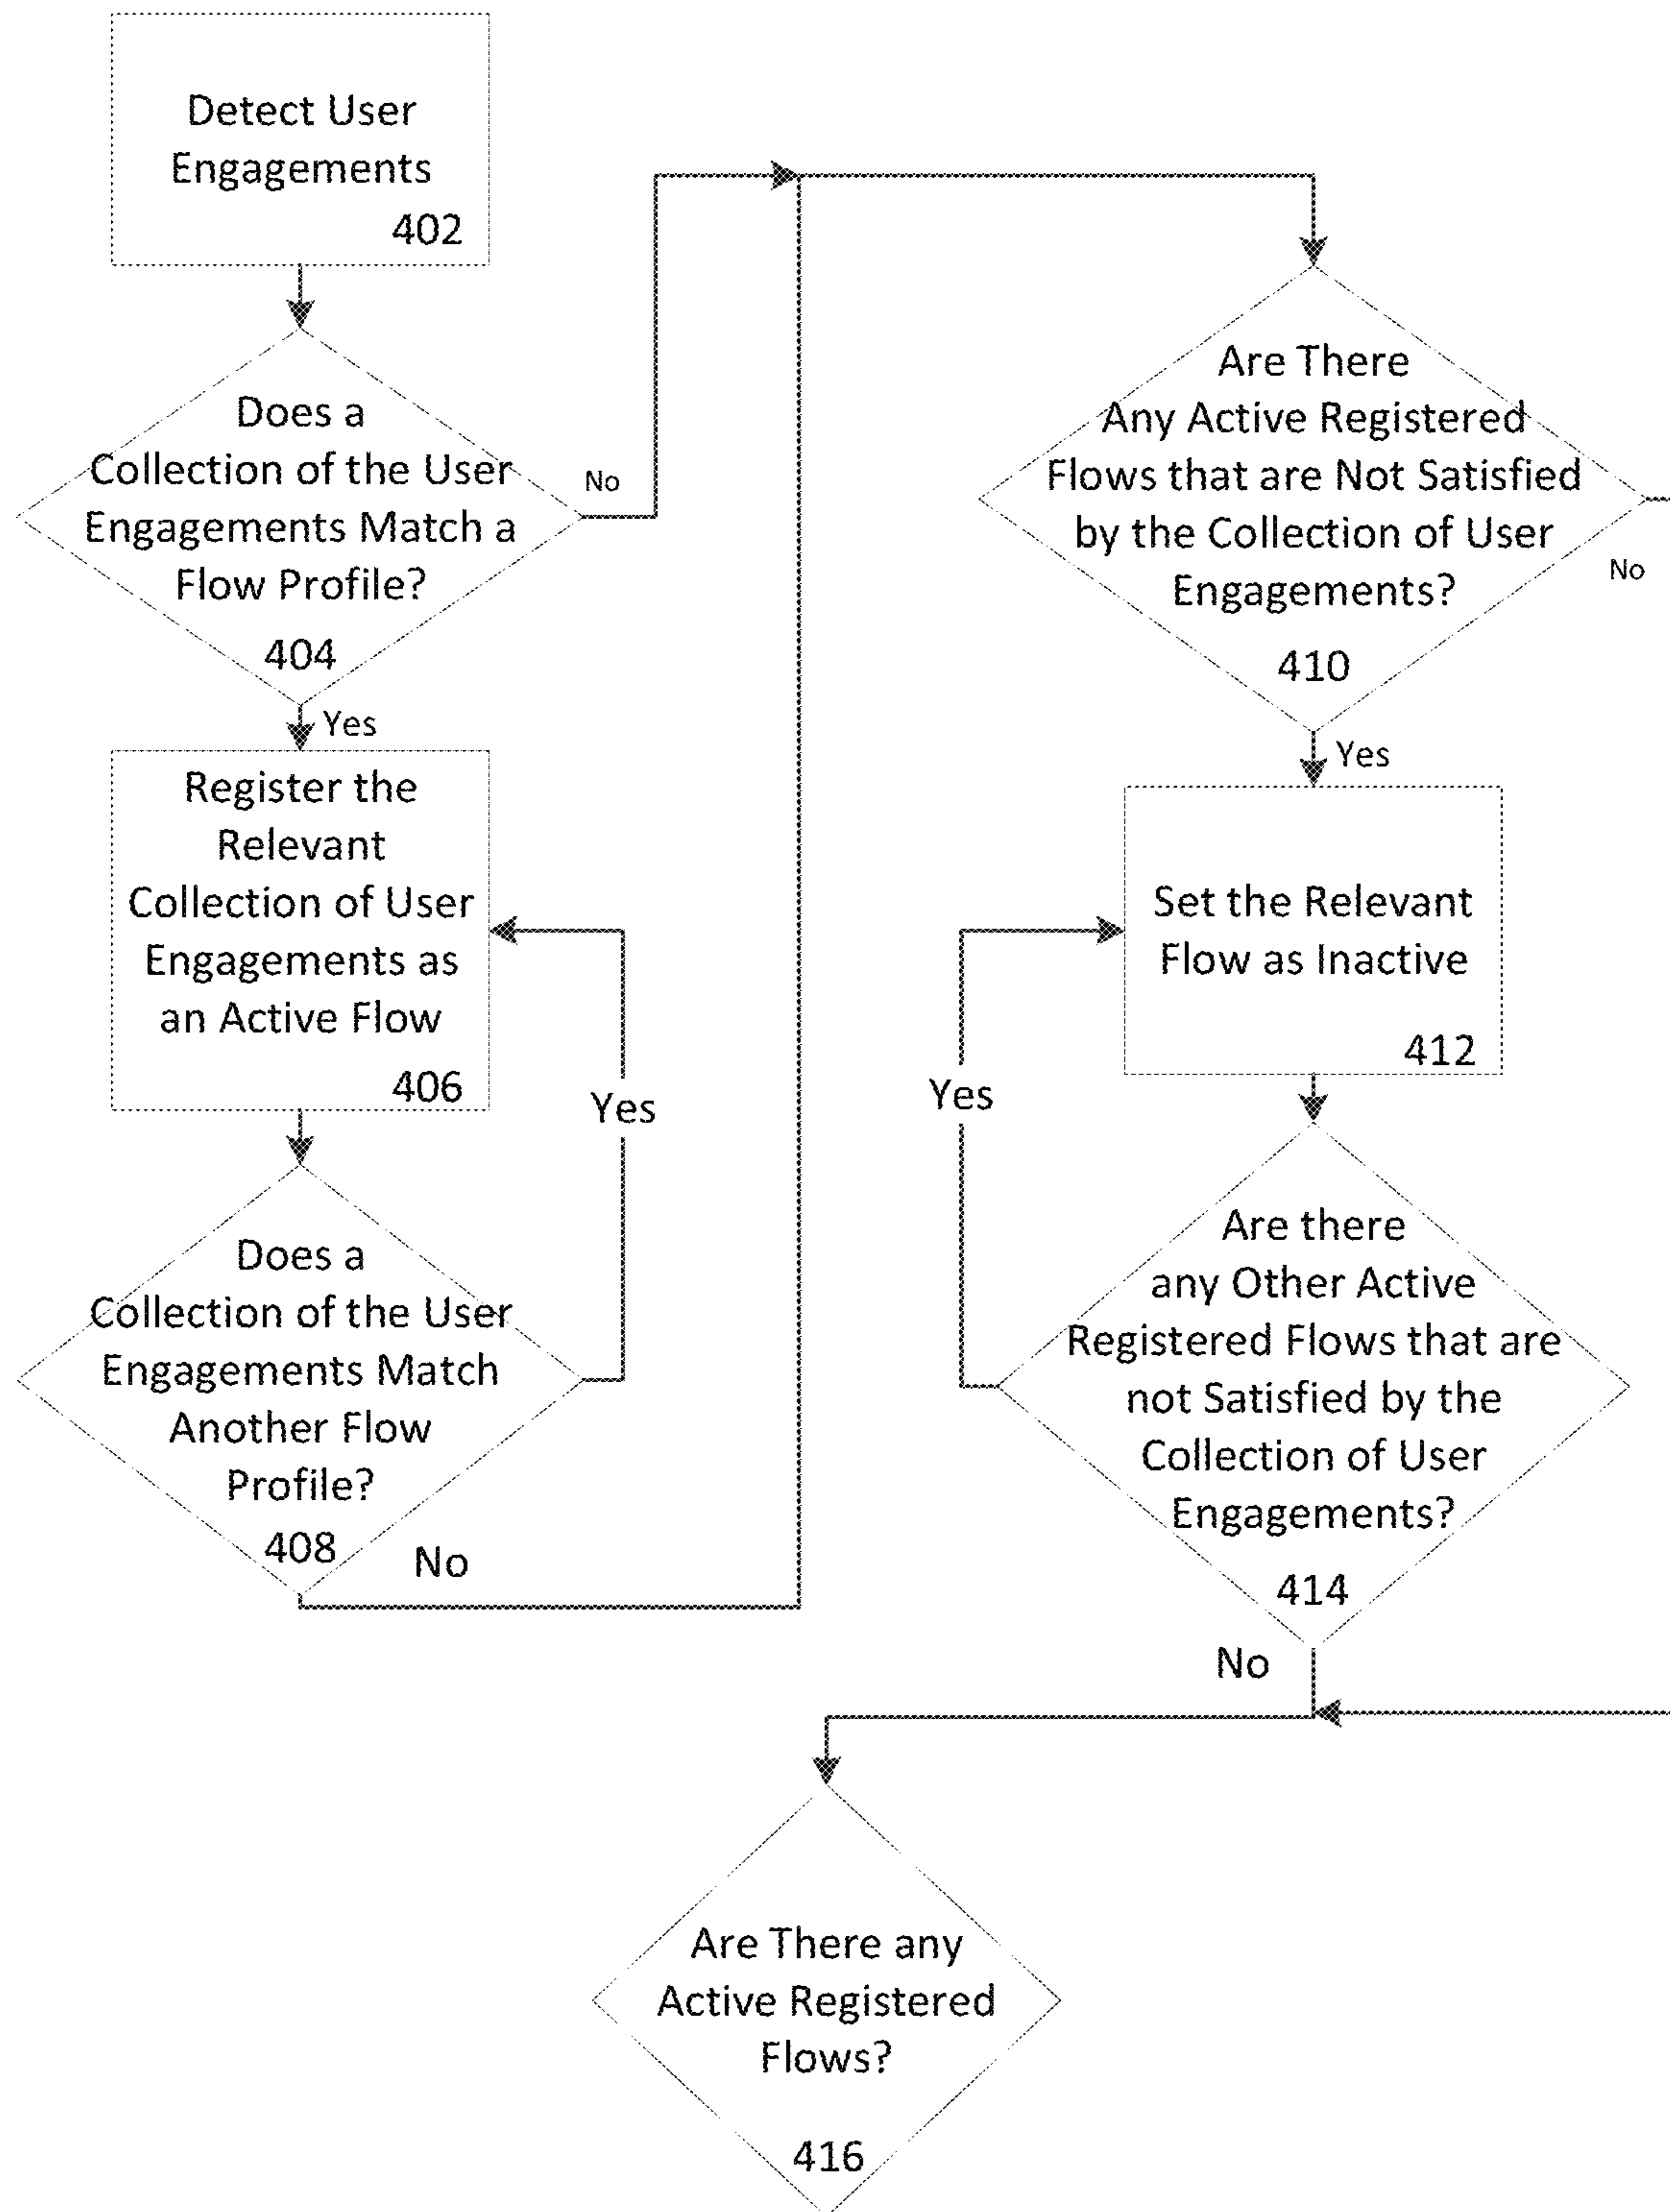 Detect User
Engagements
402
Does a
Collection of the User
Engagements Match a
Flow Profile?
404
No
Yes
Register the
Relevant
Collection of User
Engagements as
an Active Flow
406
Yes
Does a
Collection of the User
Engagements Match
Another Flow
Profile?
408
No
Are There
Any Active Registered
Flows that are Not Satisfied
by the Collection of User
Engagements?
410
No
Yes
Set the Relevant
Flow as Inactive
412
Yes
Are there
any Other Active
Registered Flows that are
not Satisfied by the
Collection of User
Engagements?
414
No
Are There any
Active Registered
Flows?
416